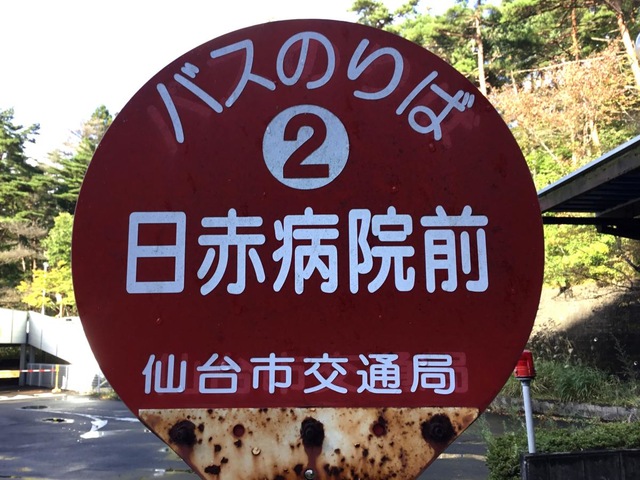 バスのりば
2
日赤病院前
仙台市交通局